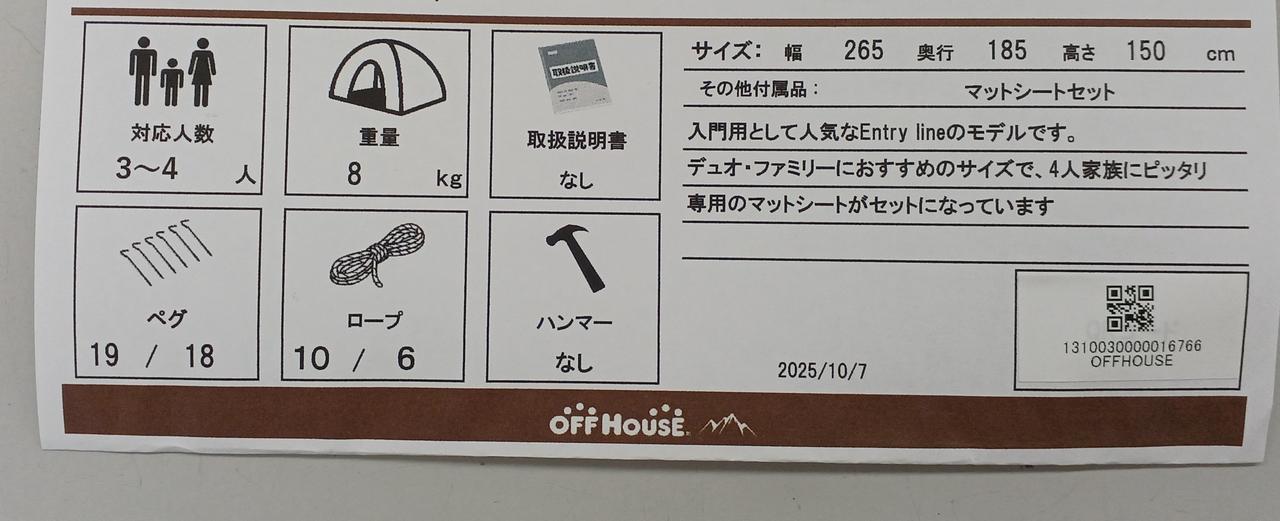 対応人数
3～4 人
重量
8 kg
取扱説明書
取扱説明書
なし
ペグ
19 / 18
ロープ
10 / 6
ハンマー
なし
サイズ: 幅 265 奥行 185 高さ 150 cm
その他付属品： マットシートセット
入門用として人気なEntry lineのモデルです。
デュオ・ファミリーにおすすめのサイズで、4人家族にピッタリ
専用のマットシートがセットになっています
2025/10/7
1310030000016766
OFFHOUSE
OFF HOUSE